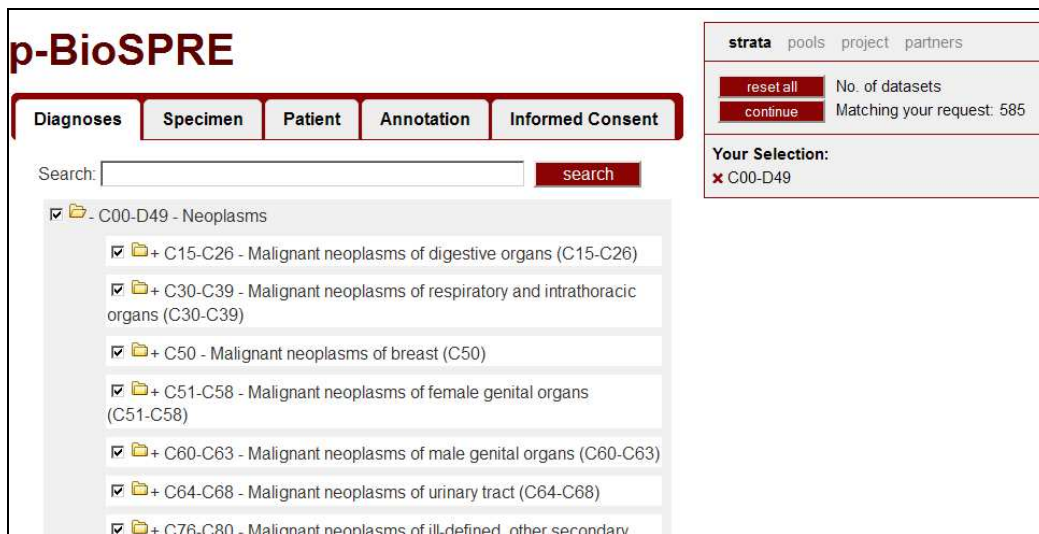 p-BioSPRE
Diagnoses Specimen Patient Annotation Informed Consent
Search: search
- C00-D49 - Neoplasms
+ C15-C26 - Malignant neoplasms of digestive organs (C15-C26)
+ C30-C39 - Malignant neoplasms of respiratory and intrathoracic
organs (C30-C39)
+ C50 - Malignant neoplasms of breast (C50)
+ C51-C58 - Malignant neoplasms of female genital organs
(C51-C58)
+ C60-C63 - Malignant neoplasms of male genital organs (C60-C63)
+ C64-C68 - Malignant neoplasms of urinary tract (C64-C68)
+ C76-C80 - Malignant neoplasms of ill-defined, other secondary
strata pools project partners
reset all No. of datasets
continue Matching your request: 585
Your Selection:
C00-D49